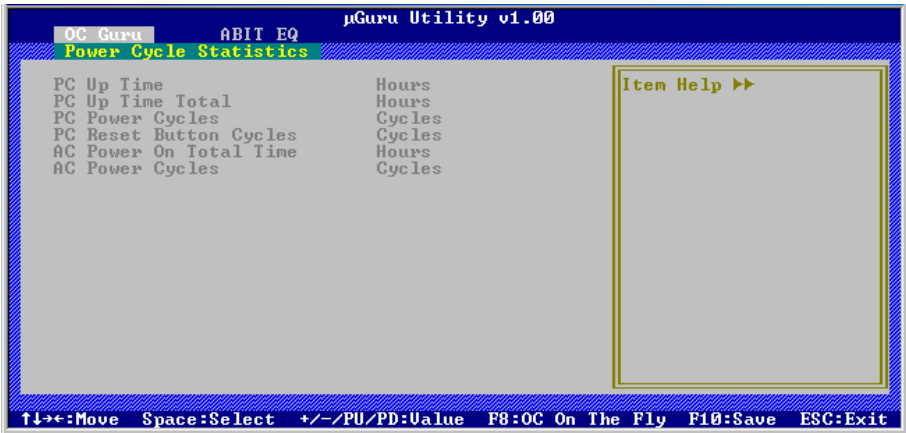 µGuru Utility v1.00
OC Guru ABIT EQ
Power Cycle Statistics
PC Up Time Hours
PC Up Time Total Hours
PC Power Cycles Cycles
PC Reset Button Cycles Cycles
AC Power On Total Time Hours
AC Power Cycles Cycles
Item Help ▶▶
↑↓→←:Move Space:Select +/-/PU/PD:Value F8:OC On The Fly F10:Save ESC:Exit